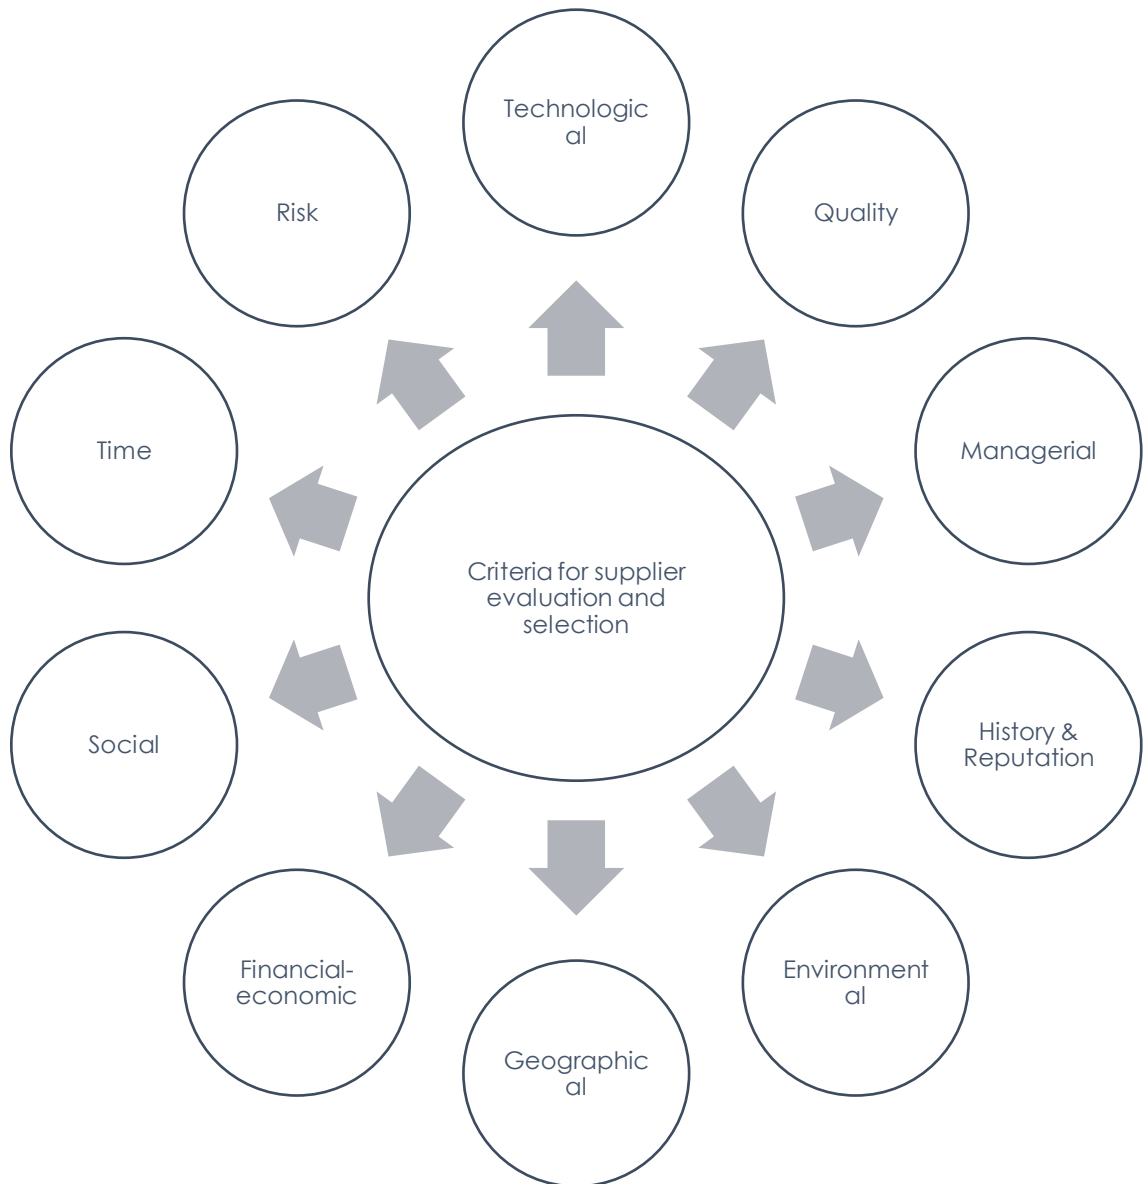 Technologic
al
Risk
Quality
Time
Managerial
Criteria for supplier
evaluation and
selection
Social
History &
Reputation
Financial-
economic
Environment
al
Geographic
al